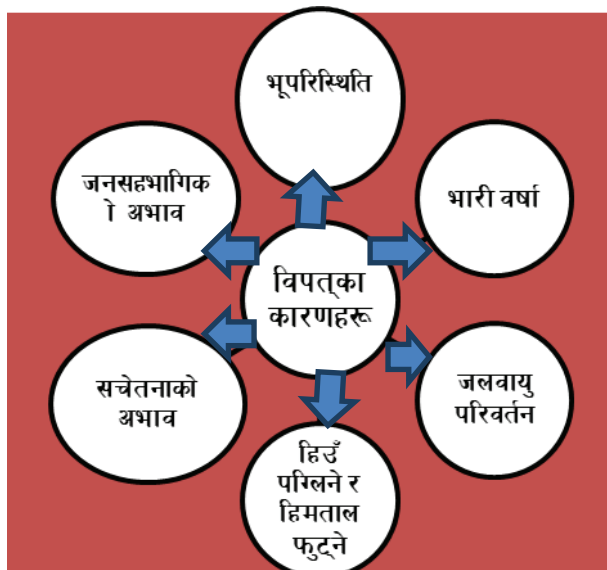 भूपरिस्थिति
जनसहभागिक
ो अभाव
भारी वर्षा
विपत्का
कारणहरू
सचेतनाको
अभाव
जलवायु
परिवर्तन
हिउँ
पग्लिने र
हिमताल
फुट्ने